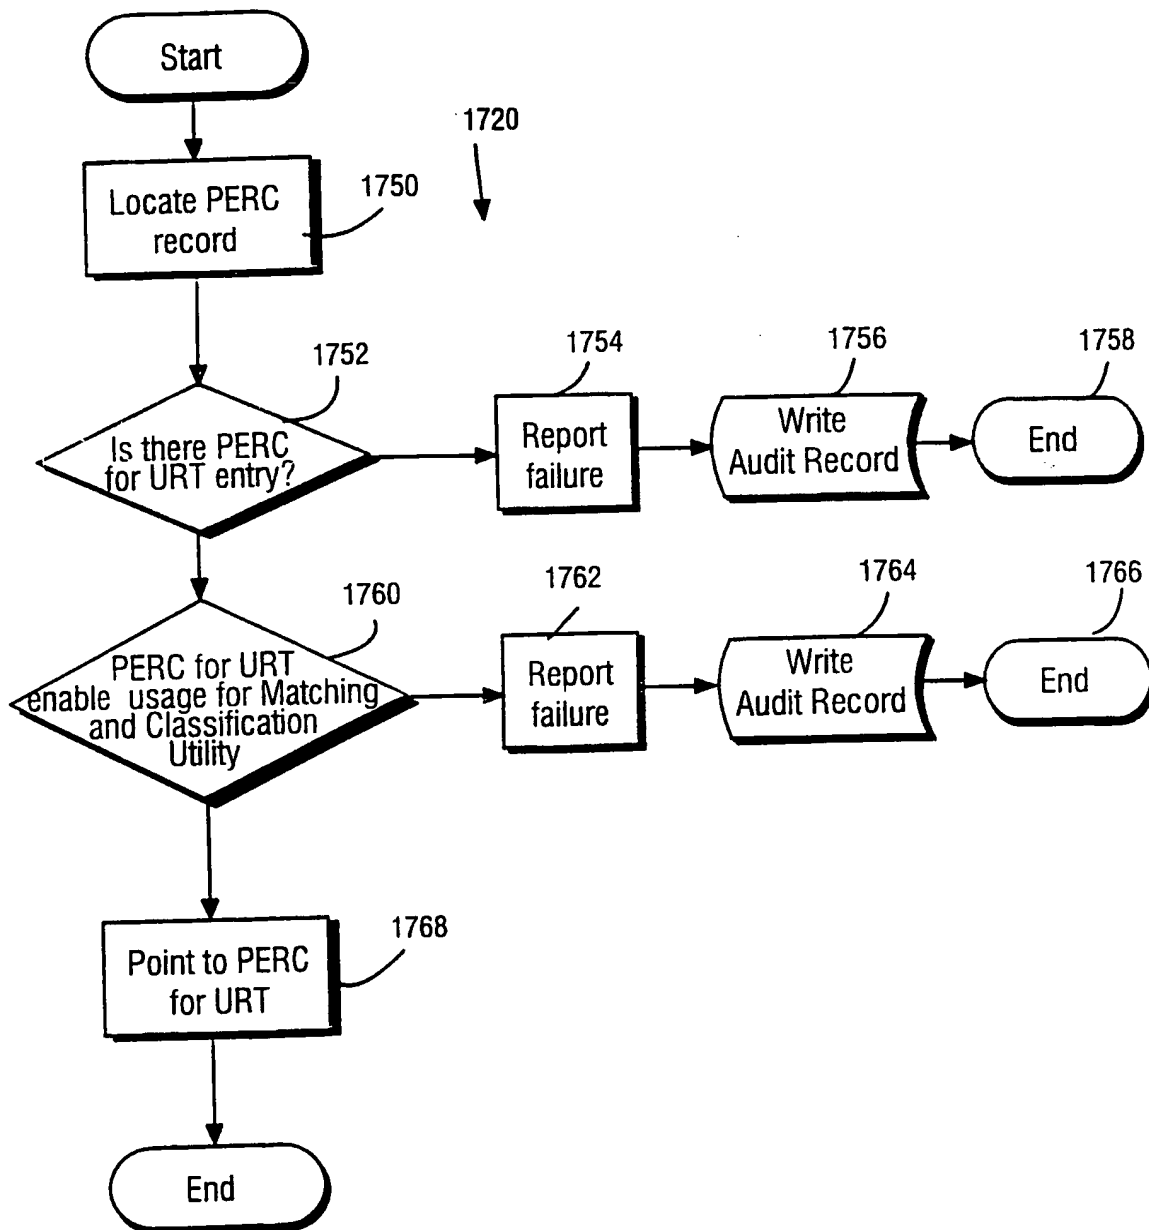 Start
1720
1750
Locate PERC
record
1752
1754
1756
1758
Is there PERC
for URT entry?
Report
failure
Write
Audit Record
End
1760
1762
1764
1766
PERC for URT
enable usage for Matching
and Classification
Utility
Report
failure
Write
Audit Record
End
1768
Point to PERC
for URT
End